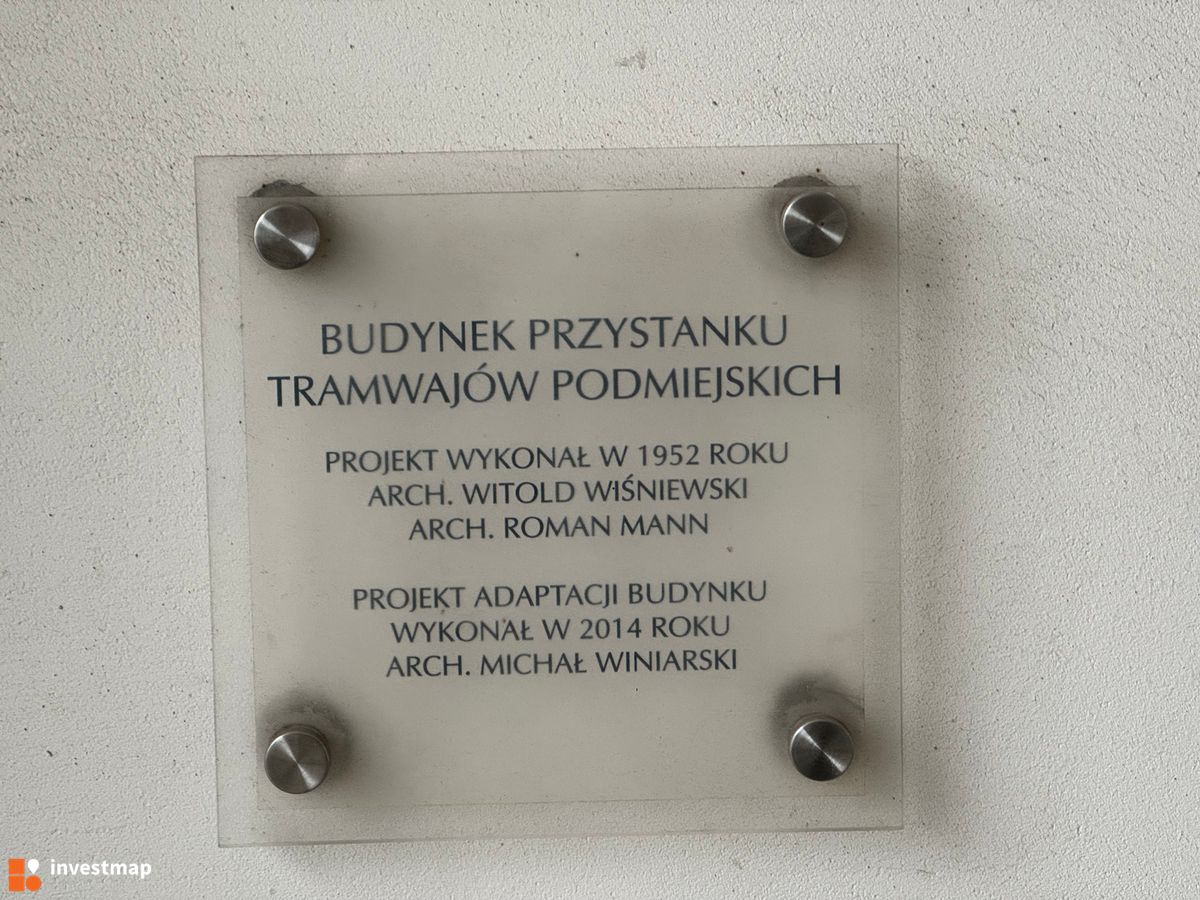 BUDYNEK PRZYSTANKU
TRAMWAJÓW PODMIEJSKICH
PROJEKT WYKONAŁ W 1952 ROKU
ARCH. WITOLD WIŚNIEWSKI
ARCH. ROMAN MANN
PROJEKT ADAPTACJI BUDYNKU
WYKONAŁ W 2014 ROKU
ARCH. MICHAŁ WINIARSKI
investmap